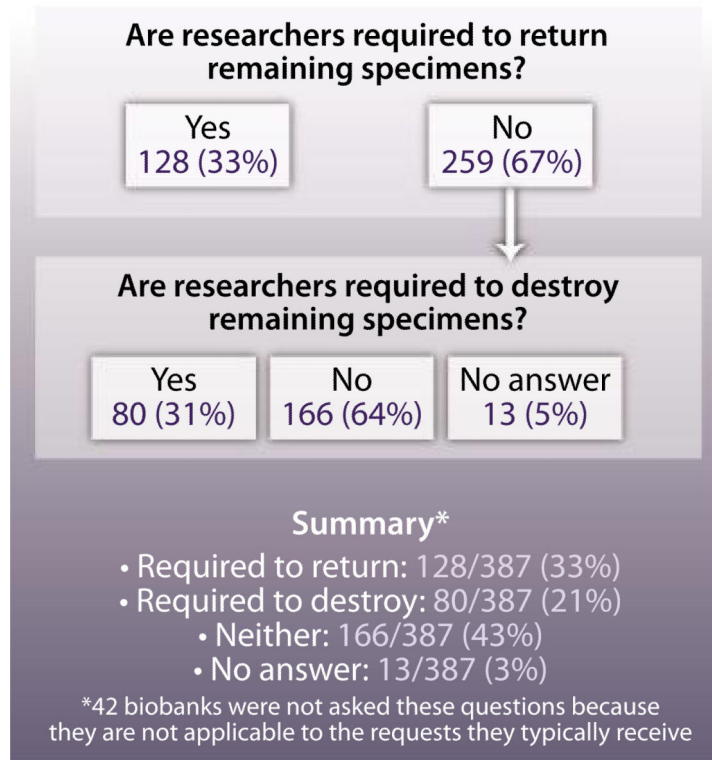 Are researchers required to return
remaining specimens?
Yes
128 (33%)
No
259 (67%)
Are researchers required to destroy
remaining specimens?
Yes
80 (31%)
No
166 (64%)
No answer
13 (5%)
Summary*
• Required to return: 128/387 (33%)
• Required to destroy: 80/387 (21%)
• Neither: 166/387 (43%)
• No answer: 13/387 (3%)
*42 biobanks were not asked these questions because
they are not applicable to the requests they typically receive